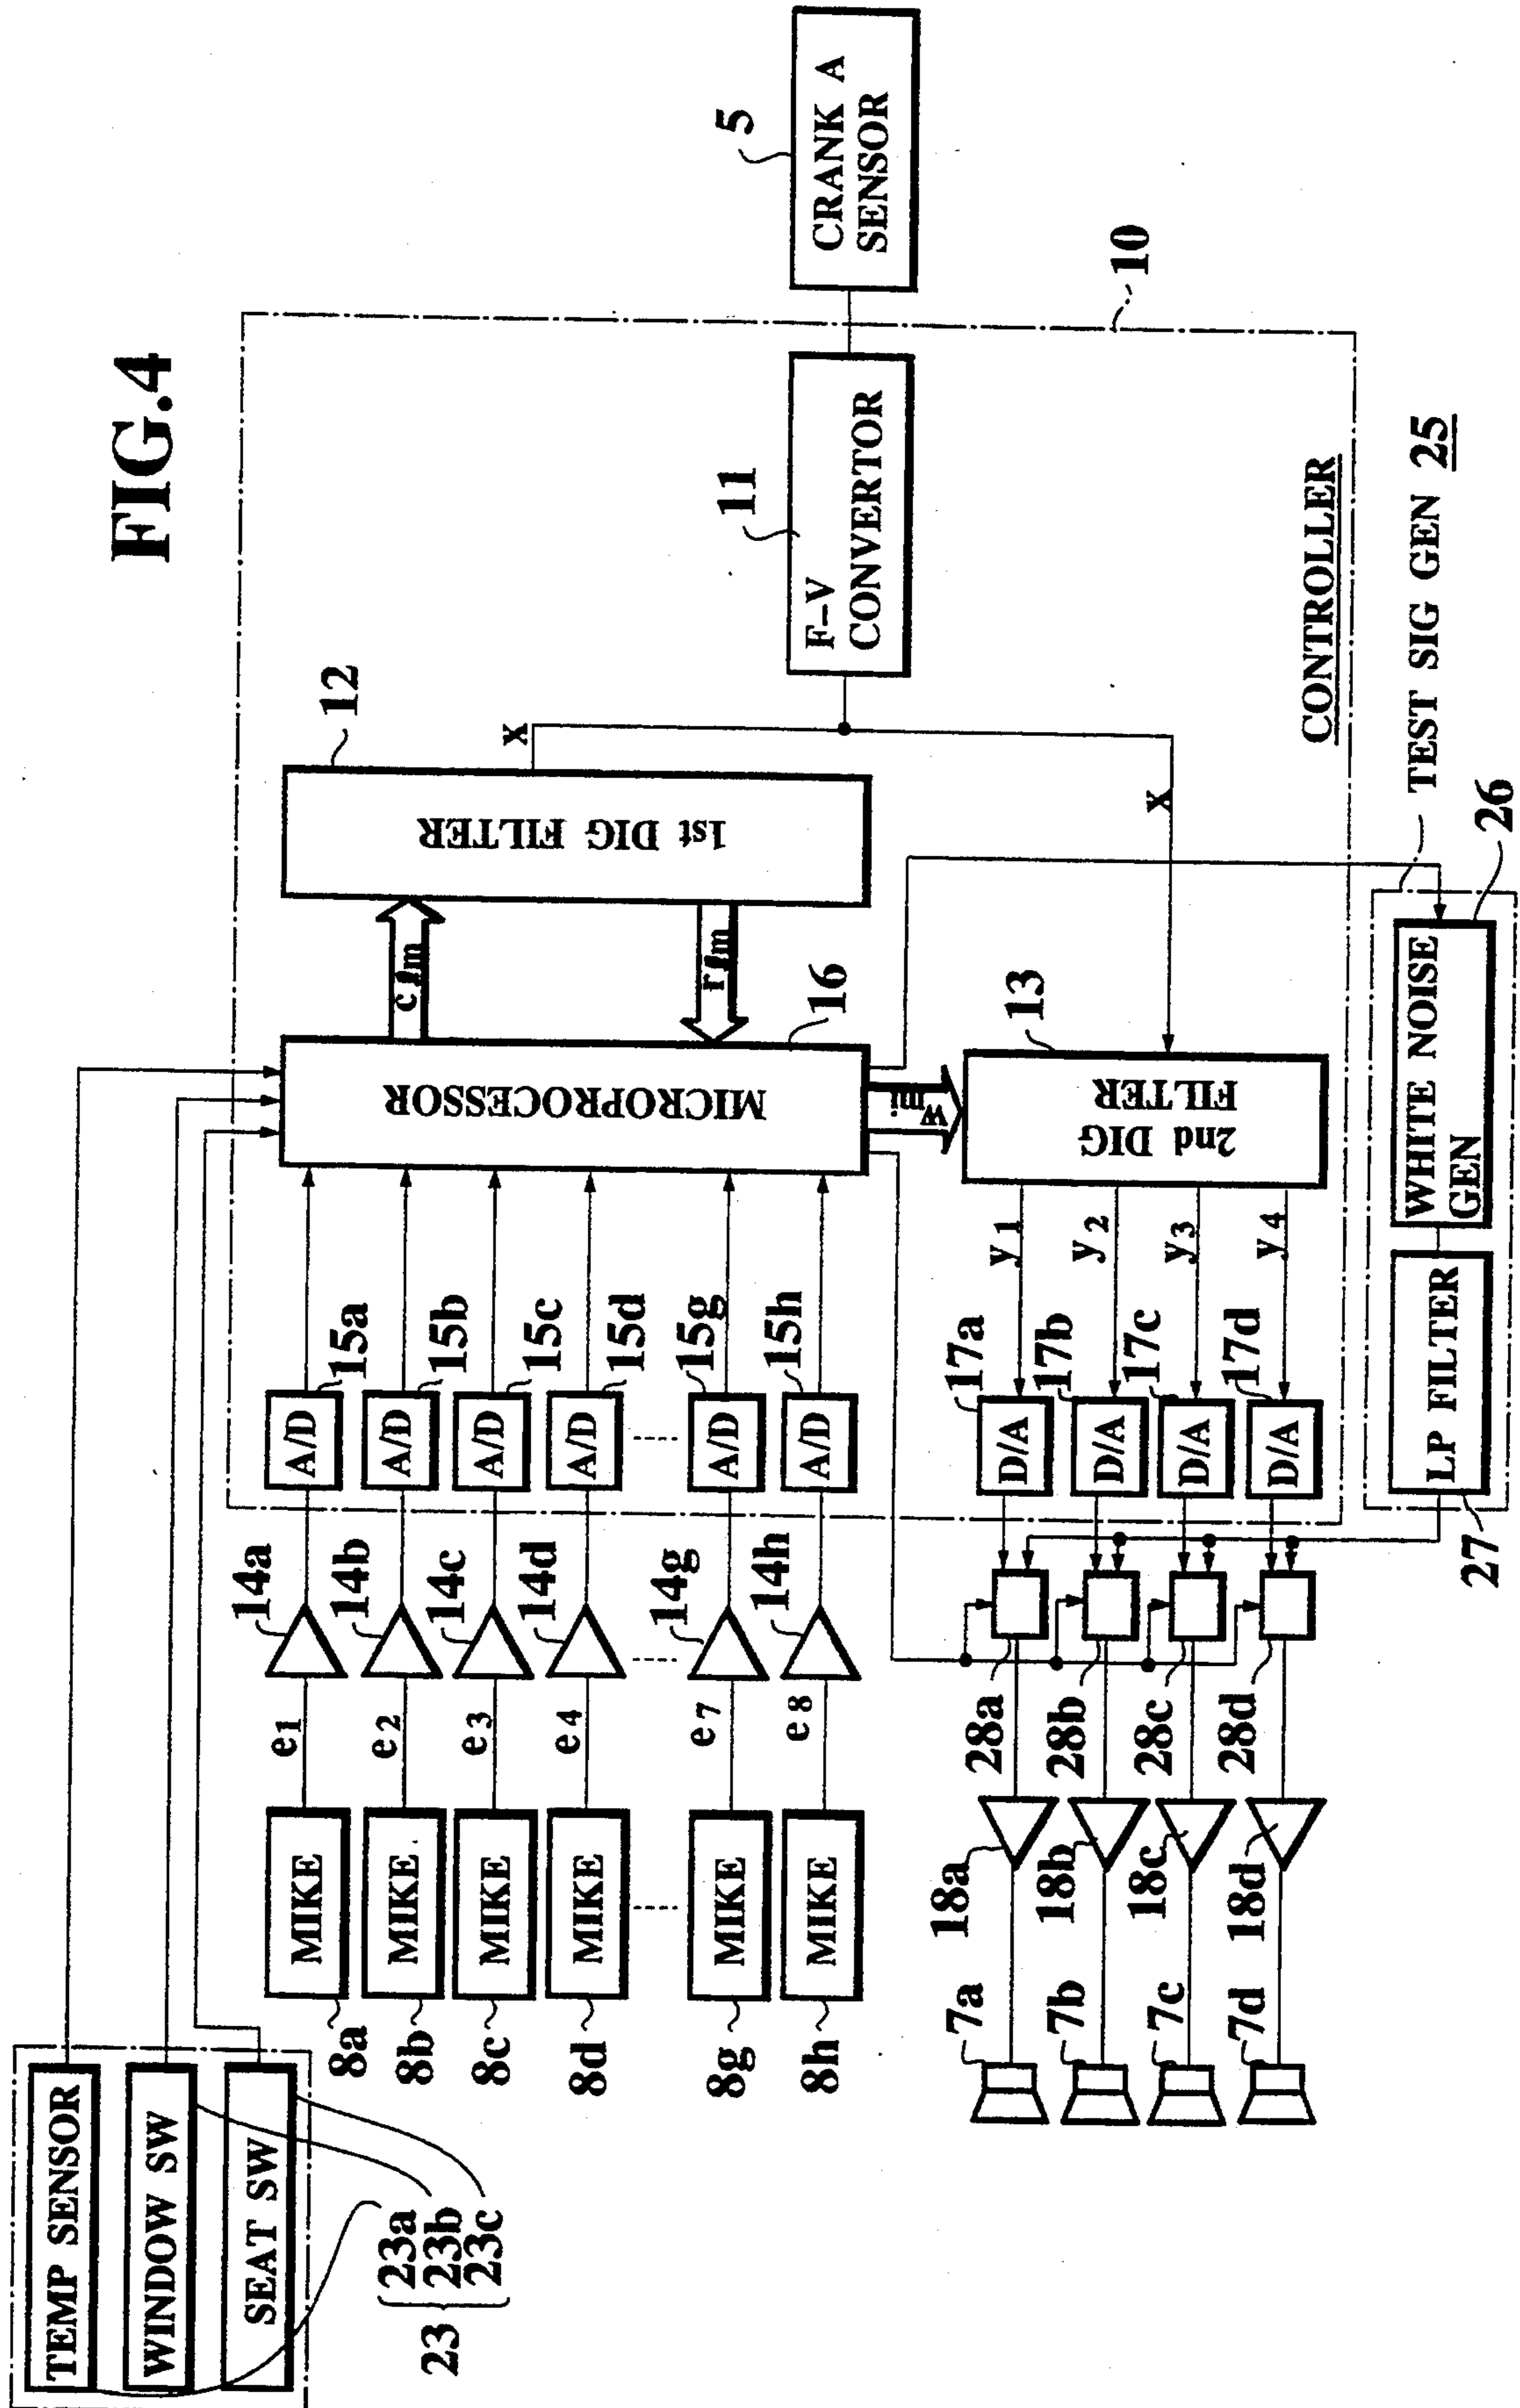 FIG.4
TEMP SENSOR
WINDOW SW
SEAT SW
23
23a
23b
23c
MIKE
MIKE
MIKE
MIKE
MIKE
MIKE
8a
8b
8c
8d
8g
8h
e1
e2
e3
e4
e7
e8
14a
14b
14c
14d
14g
14h
A/D
A/D
A/D
A/D
A/D
A/D
15a
15b
15c
15d
15g
15h
MICROPROCESSOR
16
cℓm
rℓm
wmi
1st DIG FILTER
12
x
x
F-V
CONVERTOR
11
CRANK A
SENSOR
5
10
CONTROLLER
2nd DIG
FILTER
13
y1
y2
y3
y4
17a
17b
17c
17d
D/A
D/A
D/A
D/A
28a
28b
28c
28d
18a
18b
18c
18d
7a
7b
7c
7d
TEST SIG GEN 25
WHITE NOISE
GEN
26
LP FILTER
27